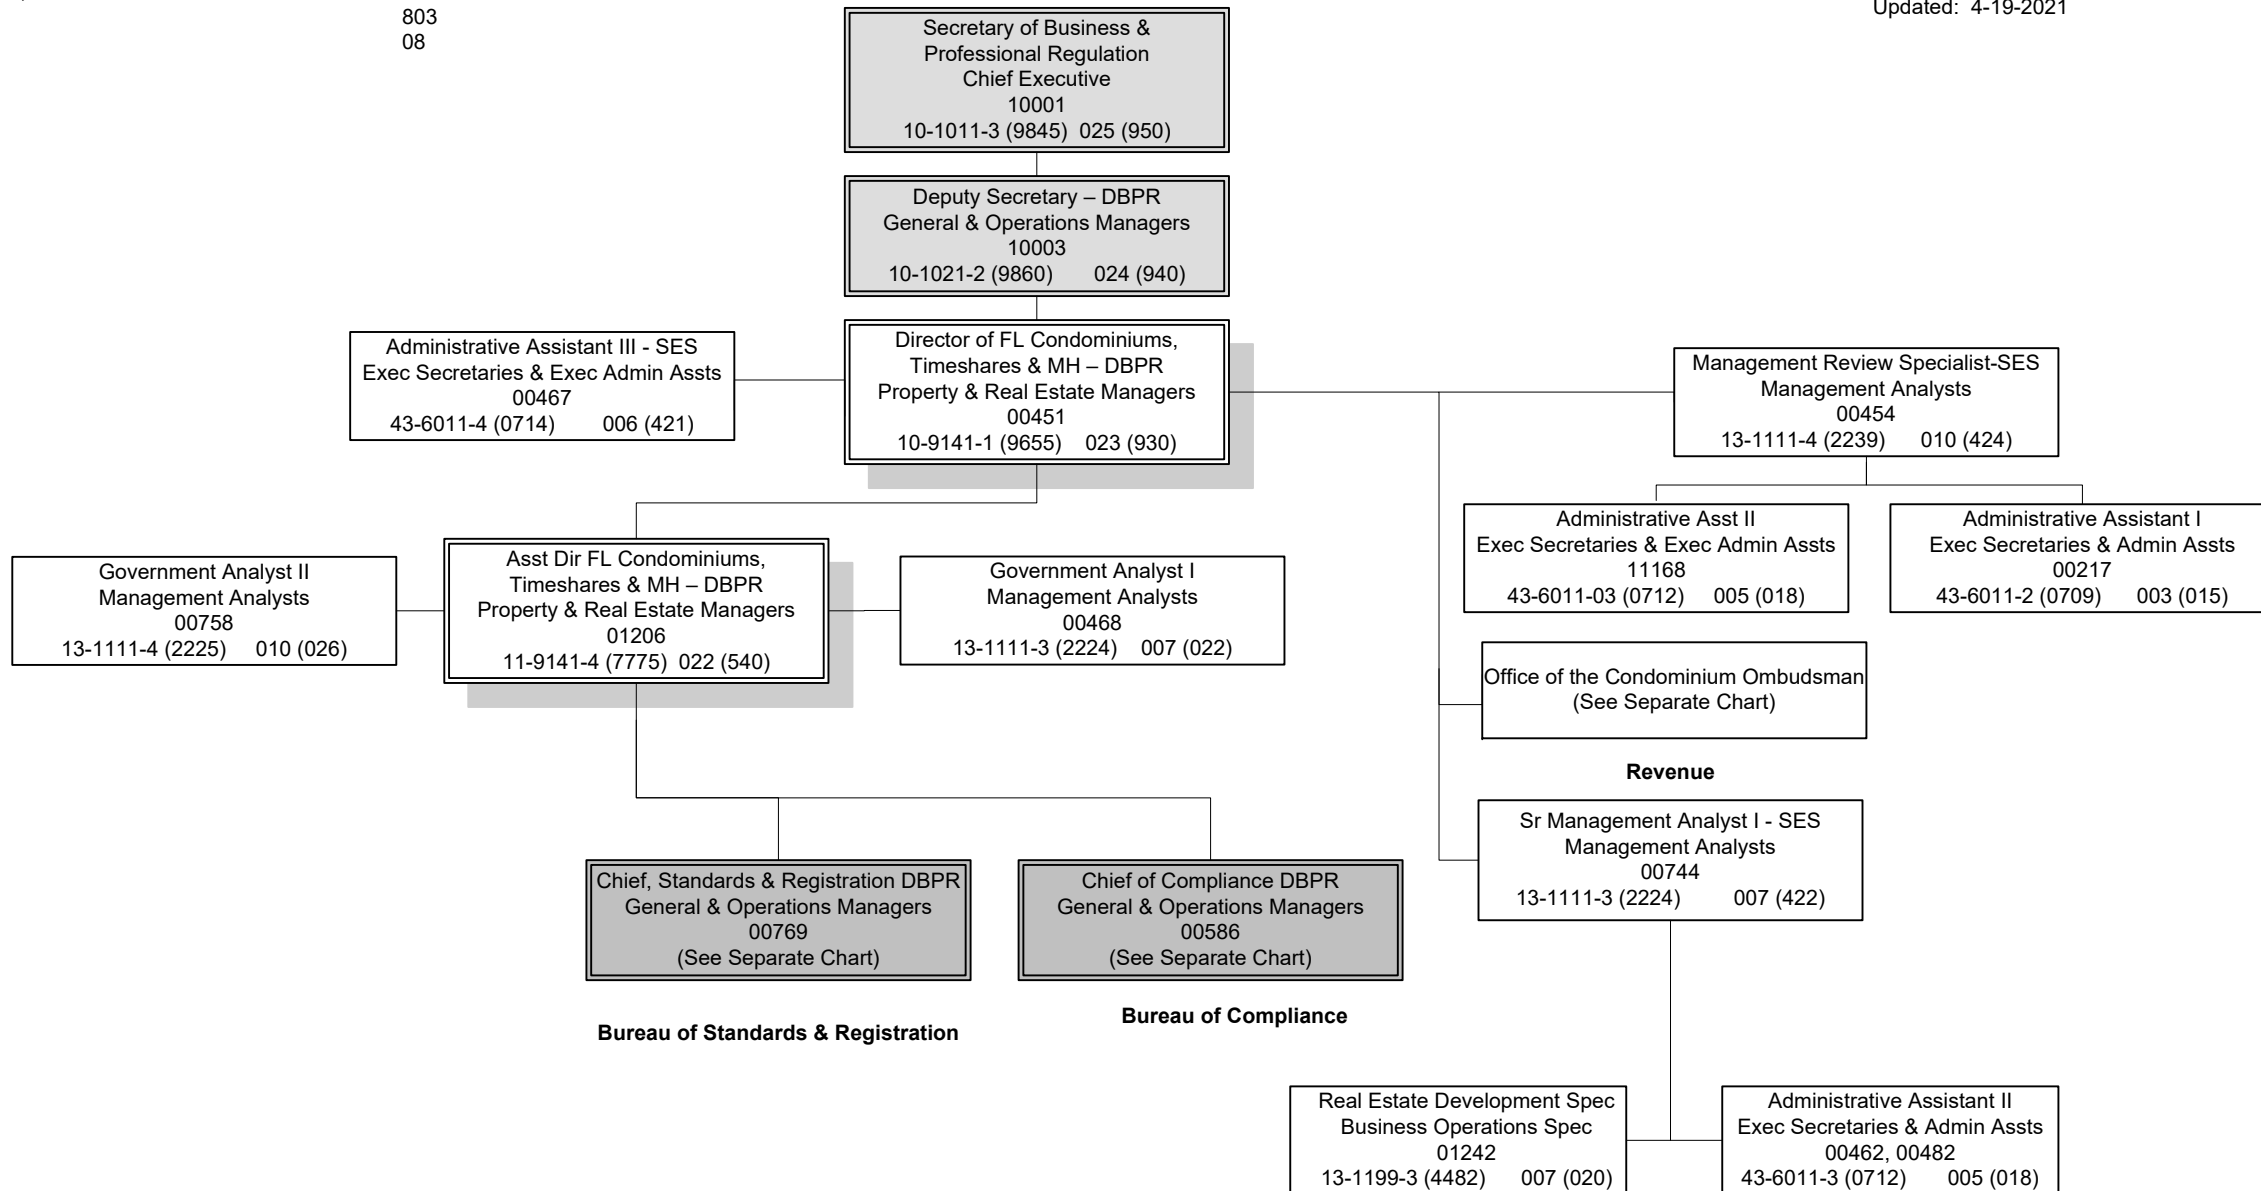 803
08
Updated: 4-19-2021
Secretary of Business &
Professional Regulation
Chief Executive
10001
10-1011-3 (9845) 025 (950)
Deputy Secretary – DBPR
General & Operations Managers
10003
10-1021-2 (9860) 024 (940)
Administrative Assistant III - SES
Exec Secretaries & Exec Admin Assts
00467
43-6011-4 (0714) 006 (421)
Director of FL Condominiums,
Timeshares & MH – DBPR
Property & Real Estate Managers
00451
10-9141-1 (9655) 023 (930)
Management Review Specialist-SES
Management Analysts
00454
13-1111-4 (2239) 010 (424)
Administrative Asst II
Exec Secretaries & Exec Admin Assts
11168
43-6011-03 (0712) 005 (018)
Administrative Assistant I
Exec Secretaries & Admin Assts
00217
43-6011-2 (0709) 003 (015)
Government Analyst II
Management Analysts
00758
13-1111-4 (2225) 010 (026)
Asst Dir FL Condominiums,
Timeshares & MH – DBPR
Property & Real Estate Managers
01206
11-9141-4 (7775) 022 (540)
Government Analyst I
Management Analysts
00468
13-1111-3 (2224) 007 (022)
Office of the Condominium Ombudsman
(See Separate Chart)
Revenue
Sr Management Analyst I - SES
Management Analysts
00744
13-1111-3 (2224) 007 (422)
Chief, Standards & Registration DBPR
General & Operations Managers
00769
(See Separate Chart)
Bureau of Standards & Registration
Chief of Compliance DBPR
General & Operations Managers
00586
(See Separate Chart)
Bureau of Compliance
Real Estate Development Spec
Business Operations Spec
01242
13-1199-3 (4482) 007 (020)
Administrative Assistant II
Exec Secretaries & Admin Assts
00462, 00482
43-6011-3 (0712) 005 (018)